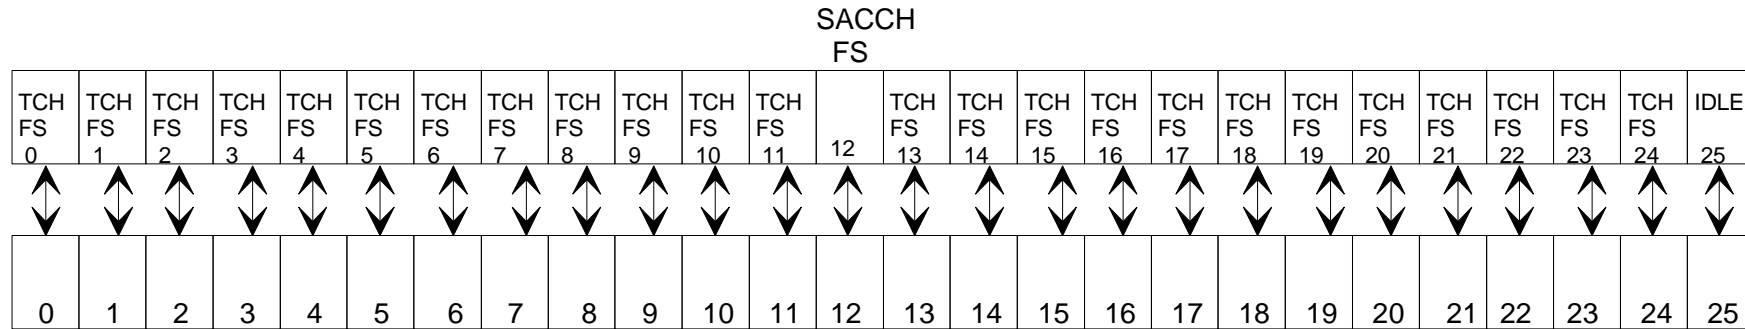 SACCH
FS
TCH TCH TCH TCH TCH TCH TCH TCH TCH TCH TCH TCH TCH TCH TCH TCH TCH TCH TCH TCH TCH TCH TCH TCH IDLE
FS FS FS FS FS FS FS FS FS FS FS FS FS FS FS FS FS FS FS FS FS FS FS FS
0 1 2 3 4 5 6 7 8 9 10 11 12 13 14 15 16 17 18 19 20 21 22 23 24 25
0 1 2 3 4 5 6 7 8 9 10 11 12 13 14 15 16 17 18 19 20 21 22 23 24 25